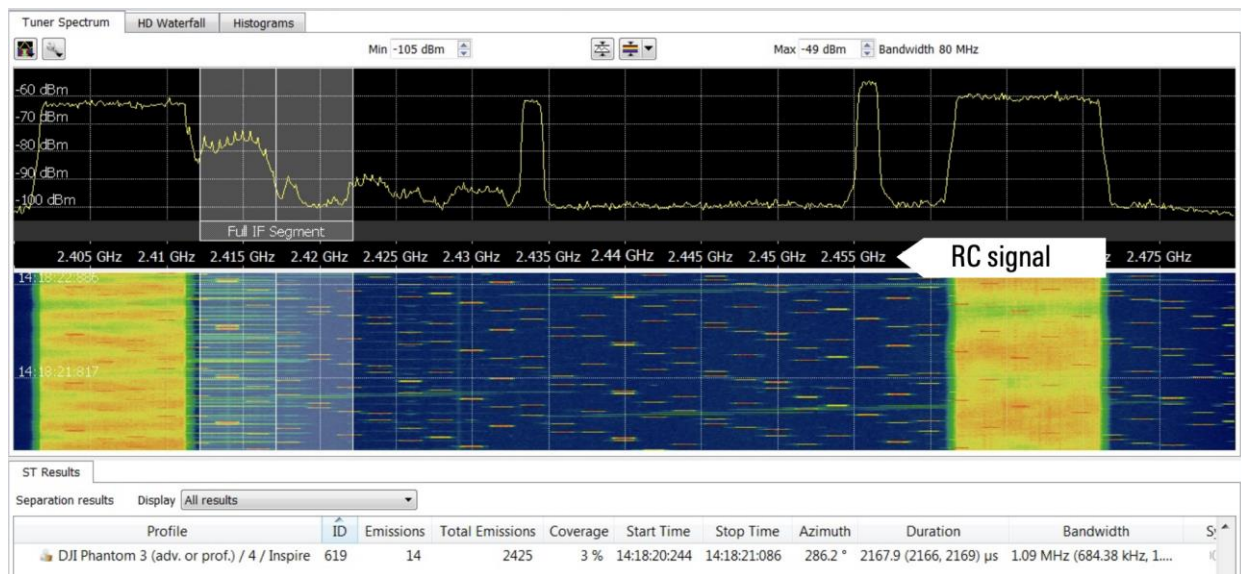 Tuner Spectrum HD Waterfall Histograms
Min -105 dBm Max -49 dBm Bandwidth 80 MHz
-60 dBm
-70 dBm
-80 dBm
-90 dBm
-100 dBm
Full IF Segment
2.405 GHz 2.41 GHz 2.415 GHz 2.42 GHz 2.425 GHz 2.43 GHz 2.435 GHz 2.44 GHz 2.445 GHz 2.45 GHz 2.455 GHz RC signal z 2.475 GHz
14:18:22:886
14:18:21:817
ST Results
Separation results Display All results
Profile ID Emissions Total Emissions Coverage Start Time Stop Time Azimuth Duration Bandwidth
DJI Phantom 3 (adv. or prof.) / 4 / Inspire 619 14 2425 3 % 14:18:20:244 14:18:21:086 286.2 ° 2167.9 (2166, 2169) µs 1.09 MHz (684.38 kHz, 1....